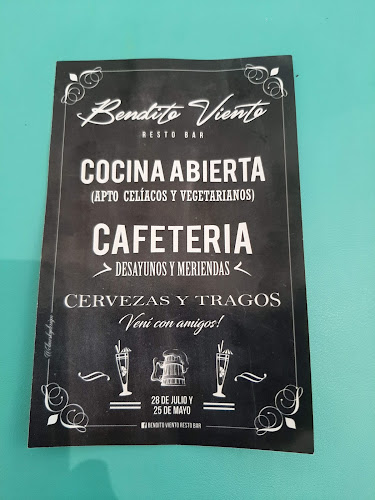 Bendito Viento
RESTO BAR
COCINA ABIERTA
(APTO CELÍACOS Y VEGETARIANOS)
CAFETERIA
DESAYUNOS Y MERIENDAS
CERVEZAS Y TRAGOS
Vení con amigos!
28 DE JULIO Y
25 DE MAYO
BENDITO VIENTO RESTO BAR